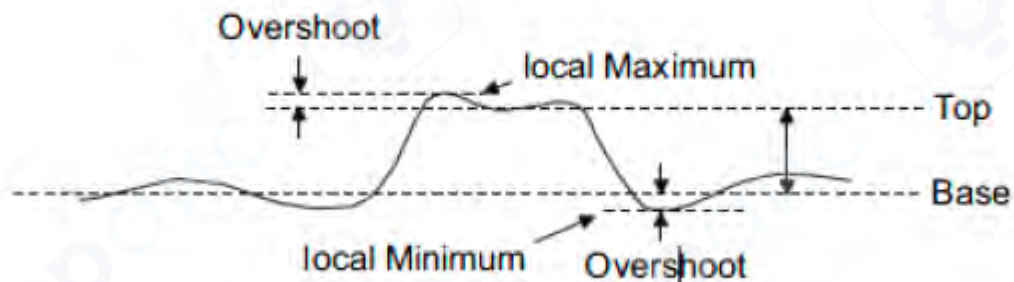 Overshoot
local Maximum
Top
Base
local Minimum
Overshoot